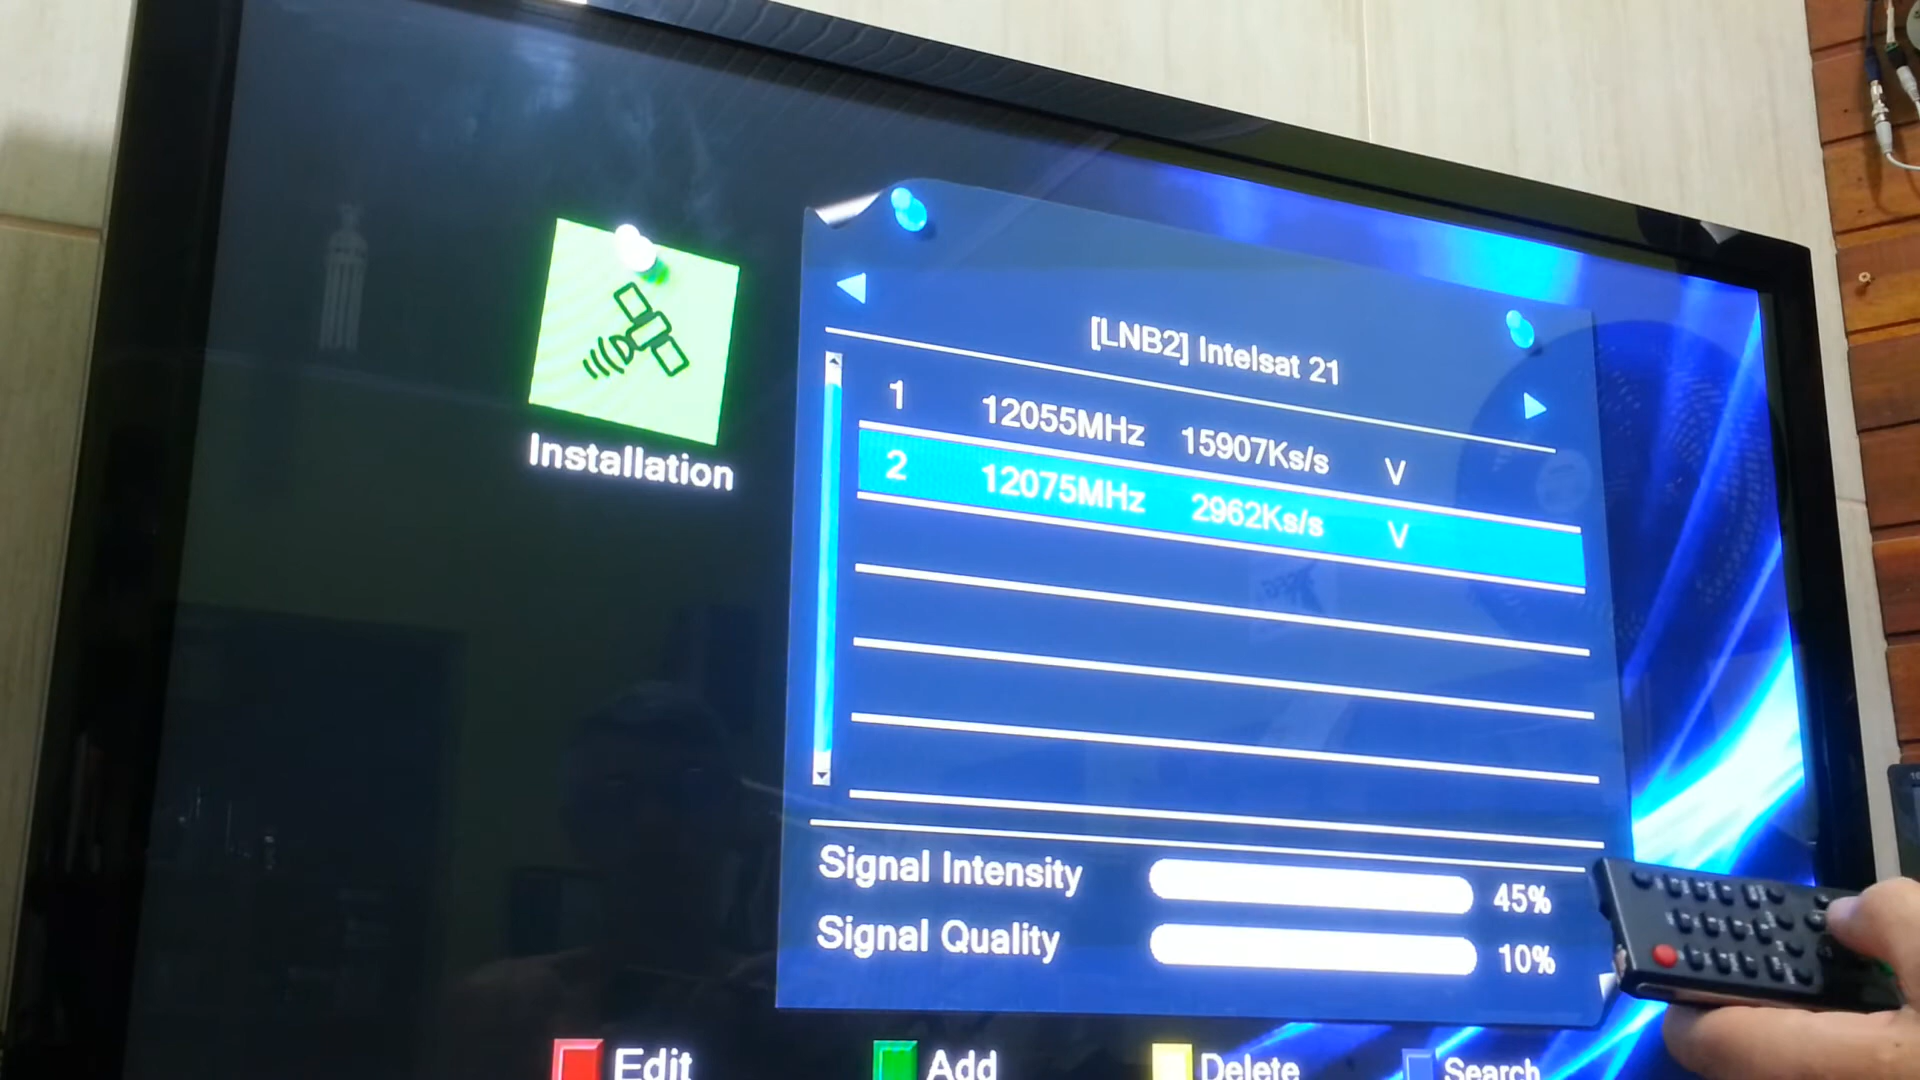 [LNB2] Intelsat 21
1 12055MHz 15907Ks/s V
2 12075MHz 2962Ks/s V
Installation
Signal Intensity 45%
Signal Quality 10%
Edit Add Delete Search